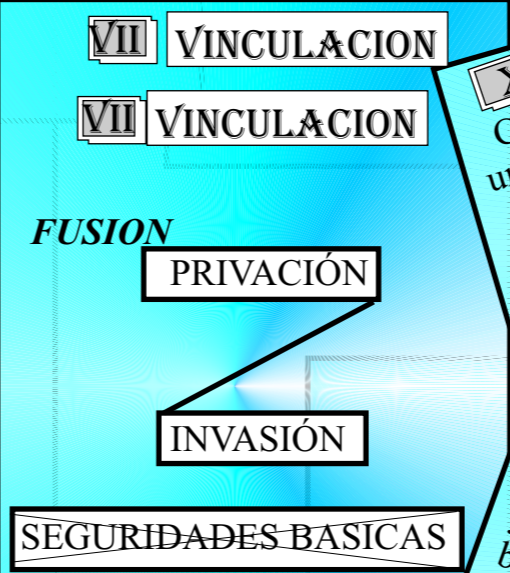 VII VINCULACION
VII VINCULACION
FUSION
PRIVACIÓN
INVASIÓN
SEGURIDADES BASICAS